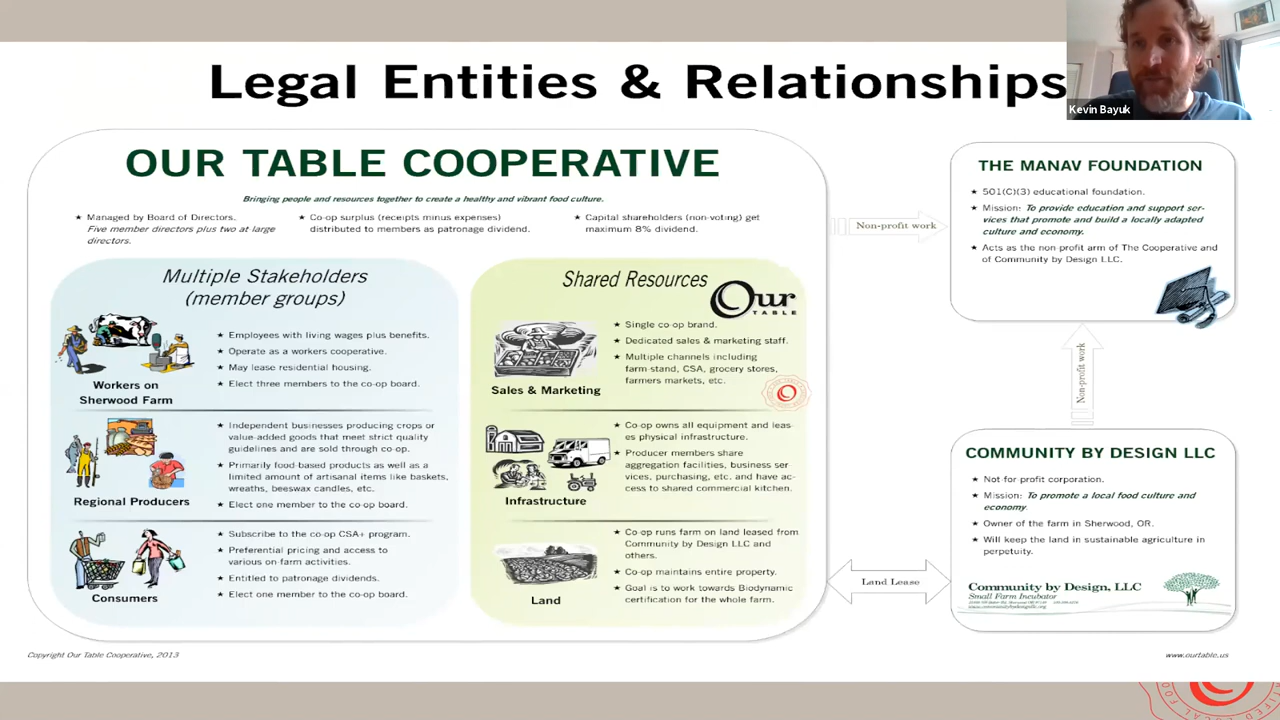 Legal Entities & Relationships
Kevin Bayuk
OUR TABLE COOPERATIVE
Bringing people and resources together to create a healthy and vibrant food culture.
★ Managed by Board of Directors.
Five member directors plus two at large
directors.
★ Co-op surplus (receipts minus expenses)
distributed to members as patronage dividend.
★ Capital shareholders (non-voting) get
maximum 8% dividend.
Multiple Stakeholders
(member groups)
Workers on
Sherwood Farm
★ Employees with living wages plus benefits.
★ Operate as a workers cooperative.
★ May lease residential housing.
★ Elect three members to the co-op board.
Regional Producers
★ Independent businesses producing crops or
value-added goods that meet strict quality
guidelines and are sold through co-op.
★ Primarily food-based products as well as a
limited amount of artisanal items like baskets,
wreaths, beeswax candles, etc.
★ Elect one member to the co-op board.
Consumers
★ Subscribe to the co-op CSA+ program.
★ Preferential pricing and access to
various on-farm activities.
★ Entitled to patronage dividends.
★ Elect one member to the co-op board.
Shared Resources
Our
TABLE
Sales & Marketing
★ Single co-op brand.
★ Dedicated sales & marketing staff.
★ Multiple channels including
farm-stand, CSA, grocery stores,
farmers markets, etc.
Infrastructure
★ Co-op owns all equipment and leas-
es physical infrastructure.
★ Producer members share
aggregation facilities, business ser
vices, purchasing, etc. and have ac-
cess to shared commercial kitchen.
Land
★ Co-op runs farm on land leased from
Community by Design LLC and
others.
★ Co-op maintains entire property.
★ Goal is to work towards Biodynamic
certification for the whole farm.
Non-profit work
THE MANAV FOUNDATION
★ 501(C)(3) educational foundation.
★ Mission: To provide education and support ser-
vices that promote and build a locally adapted
culture and economy.
★ Acts as the non profit arm of The Cooperative and
of Community by Design LLC.
Non-profit work
COMMUNITY BY DESIGN LLC
★ Not-for profit corporation.
★ Mission: To promote a local food culture and
economy.
★ Owner of the farm in Sherwood, OR.
★ Will keep the land in sustainable agriculture in
perpetuity.
Community by Design, LLC
Small Farm Incubator
Land Lease
Copyright Our Table Cooperative, 2013
www.ourtable.us